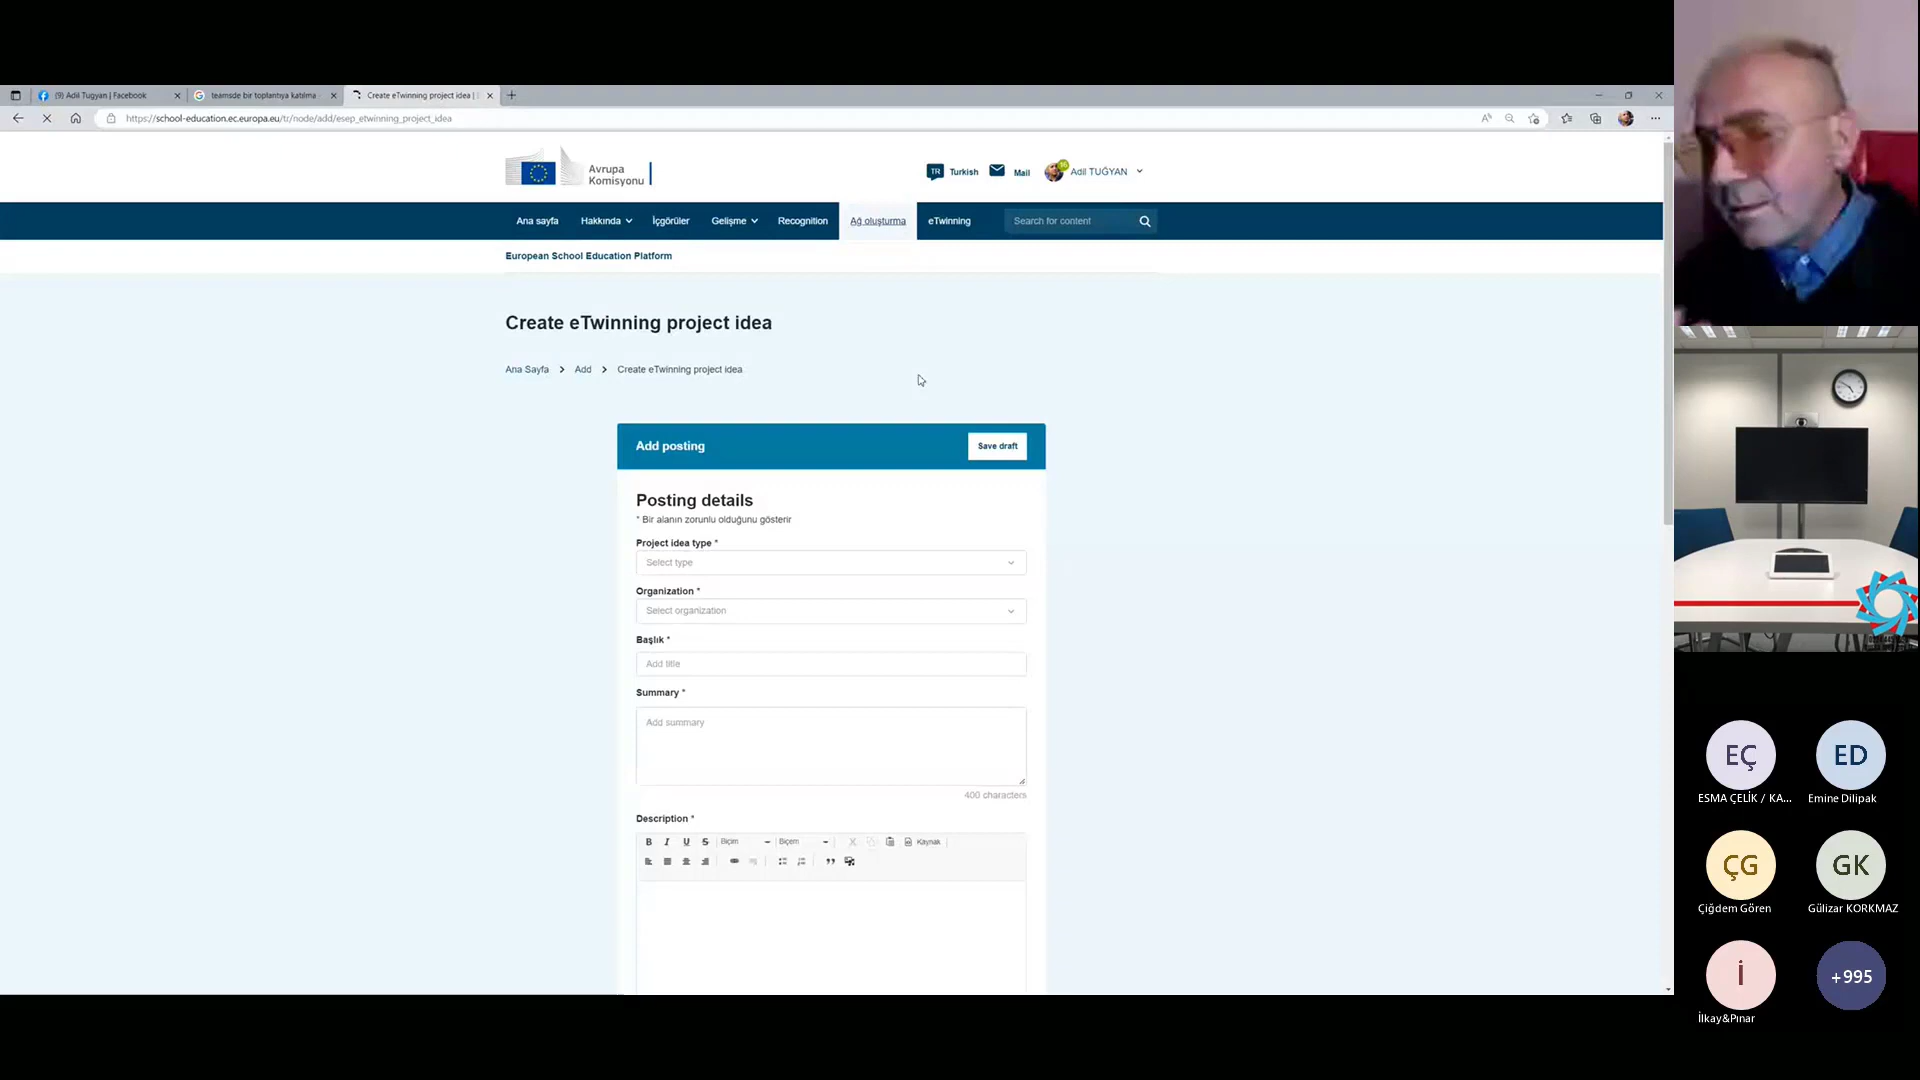 (9) Adil Tuğyan | Facebook
teamsde bir toplantıya katılma
Create eTwinning project idea |
https://school-education.ec.europa.eu/tr/node/add/esep_etwinning_project_idea
Avrupa
Komisyonu
TR Turkish
Mail
Adil TUĞYAN
Ana sayfa
Hakkında
İçgörüler
Gelişme
Recognition
Ağ oluşturma
eTwinning
Search for content
European School Education Platform
Create eTwinning project idea
Ana Sayfa > Add > Create eTwinning project idea
Add posting
Save draft
Posting details
* Bir alanın zorunlu olduğunu gösterir
Project idea type *
Select type
Organization *
Select organization
Başlık *
Add title
Summary *
Add summary
400 characters
Description *
B I U S Biçim Biçem Kaynak
EÇ
ESMA ÇELİK / KA...
ED
Emine Dilipak
ÇG
Çiğdem Gören
GK
Gülizar KORKMAZ
İ
İlkay&Pınar
+995